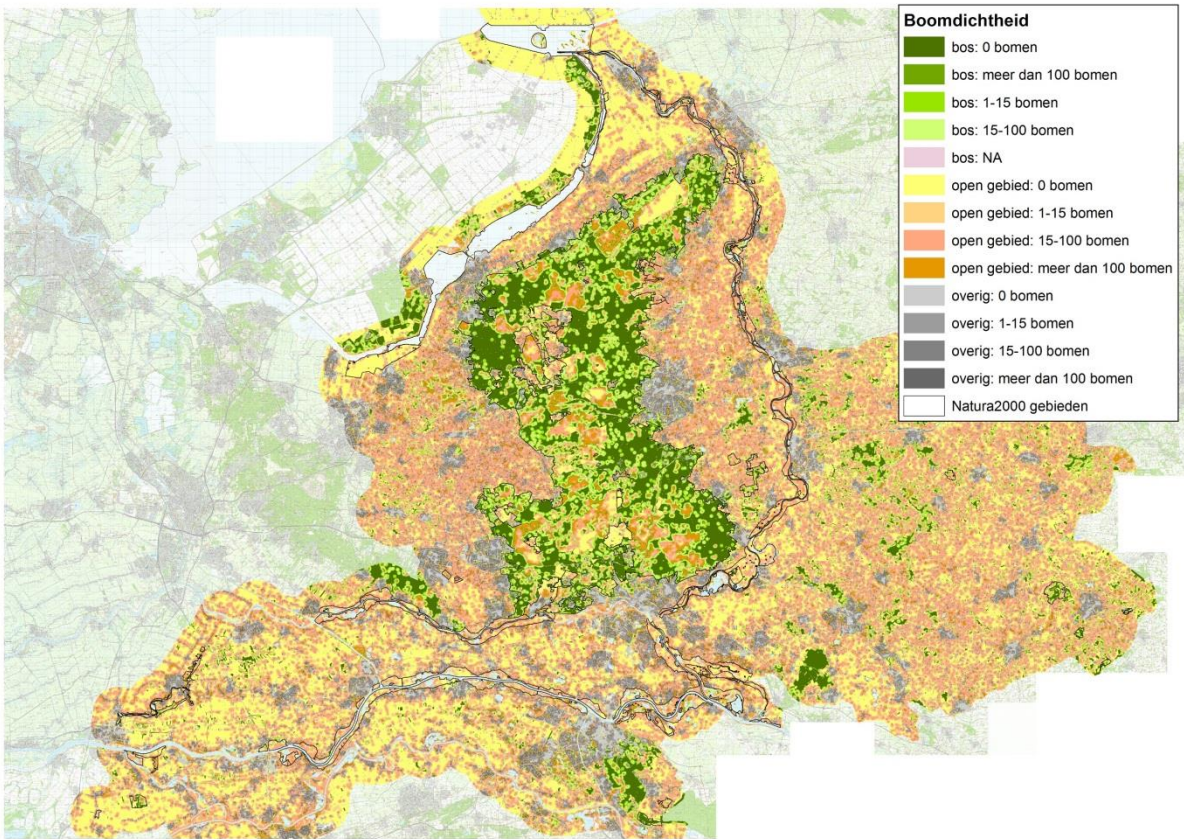 Boomdichtheid
bos: 0 bomen
bos: meer dan 100 bomen
bos: 1-15 bomen
bos: 15-100 bomen
bos: NA
open gebied: 0 bomen
open gebied: 1-15 bomen
open gebied: 15-100 bomen
open gebied: meer dan 100 bomen
overig: 0 bomen
overig: 1-15 bomen
overig: 15-100 bomen
overig: meer dan 100 bomen
Natura2000 gebieden